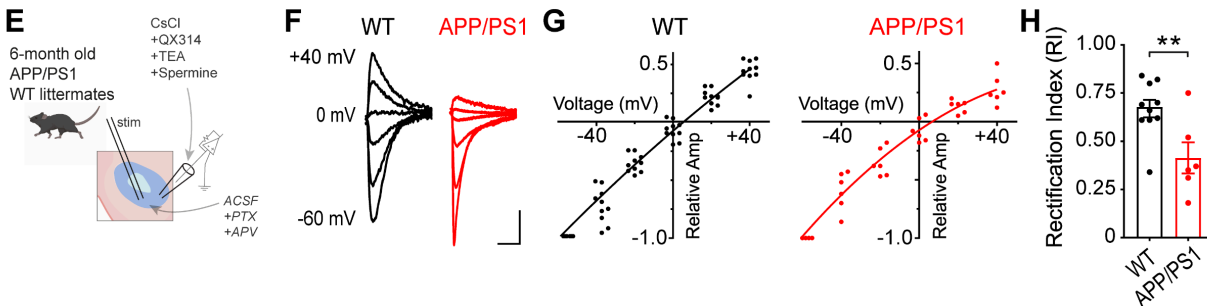 E
6-month old
APP/PS1
WT littermates
stim
CsCl
+QX314
+TEA
+Spermine
ACSF
+PTX
+APV
F
WT
APP/PS1
+40 mV
0 mV
-60 mV
G
WT
0.5
Voltage (mV)
-40
+40
Relative Amp
-1.0
APP/PS1
0.5
Voltage (mV)
-40
+40
Relative Amp
-1.0
H
Rectification Index (RI)
1.00
0.75
0.50
0.25
0
**
WT
APP/PS1